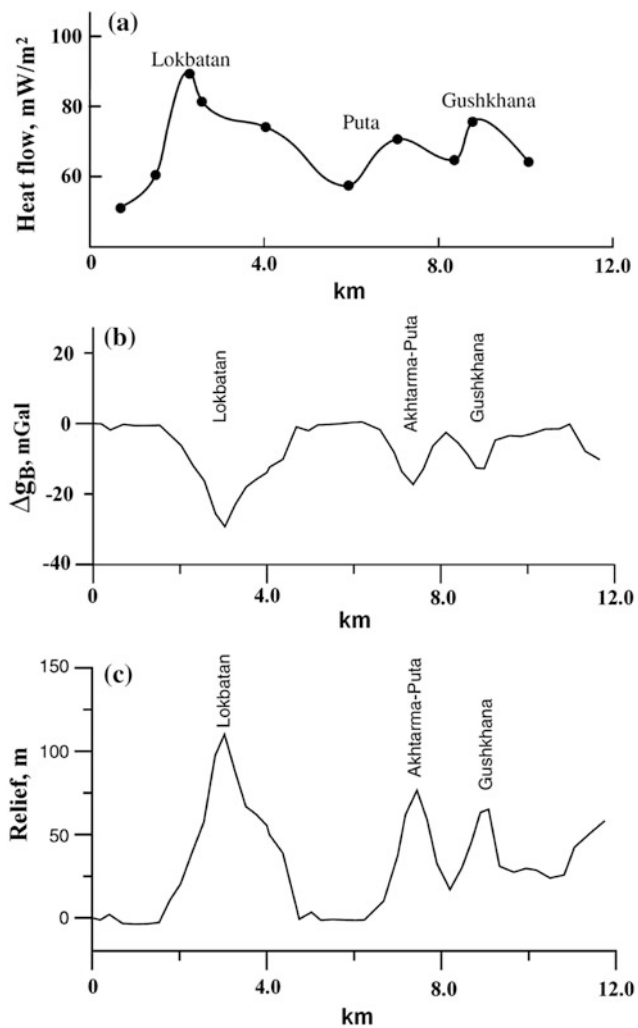 (a)
Heat flow, mW/m²
100
80
60
Lokbatan
Puta
Gushkhana
0
4.0
8.0
12.0
km
(b)
ΔgB, mGal
20
0
-20
-40
Lokbatan
Akhtarma-Puta
Gushkhana
0
4.0
8.0
12.0
km
(c)
Relief, m
150
100
50
0
Lokbatan
Akhtarma-Puta
Gushkhana
0
4.0
8.0
12.0
km